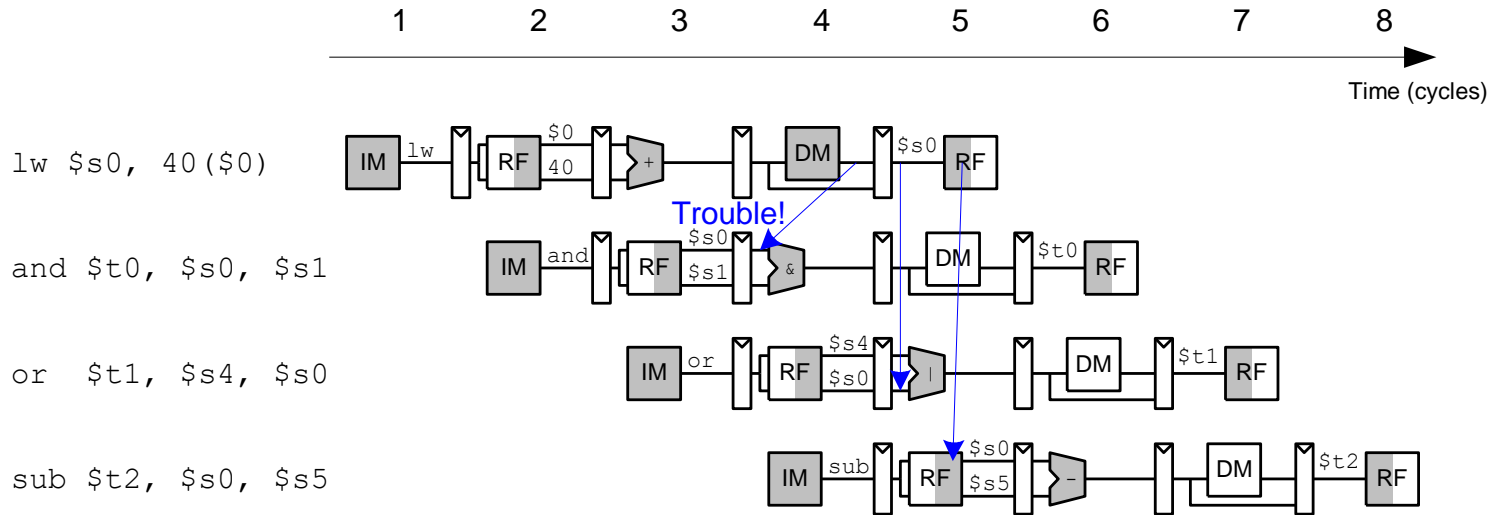 1 2 3 4 5 6 7 8
Time (cycles)
lw $s0, 40($0) IM lw RF $0 40 + DM $s0 RF
Trouble!
and $t0, $s0, $s1 IM and RF $s0 $s1 & DM $t0 RF
or $t1, $s4, $s0 IM or RF $s4 $s0 | DM $t1 RF
sub $t2, $s0, $s5 IM sub RF $s0 $s5 - DM $t2 RF